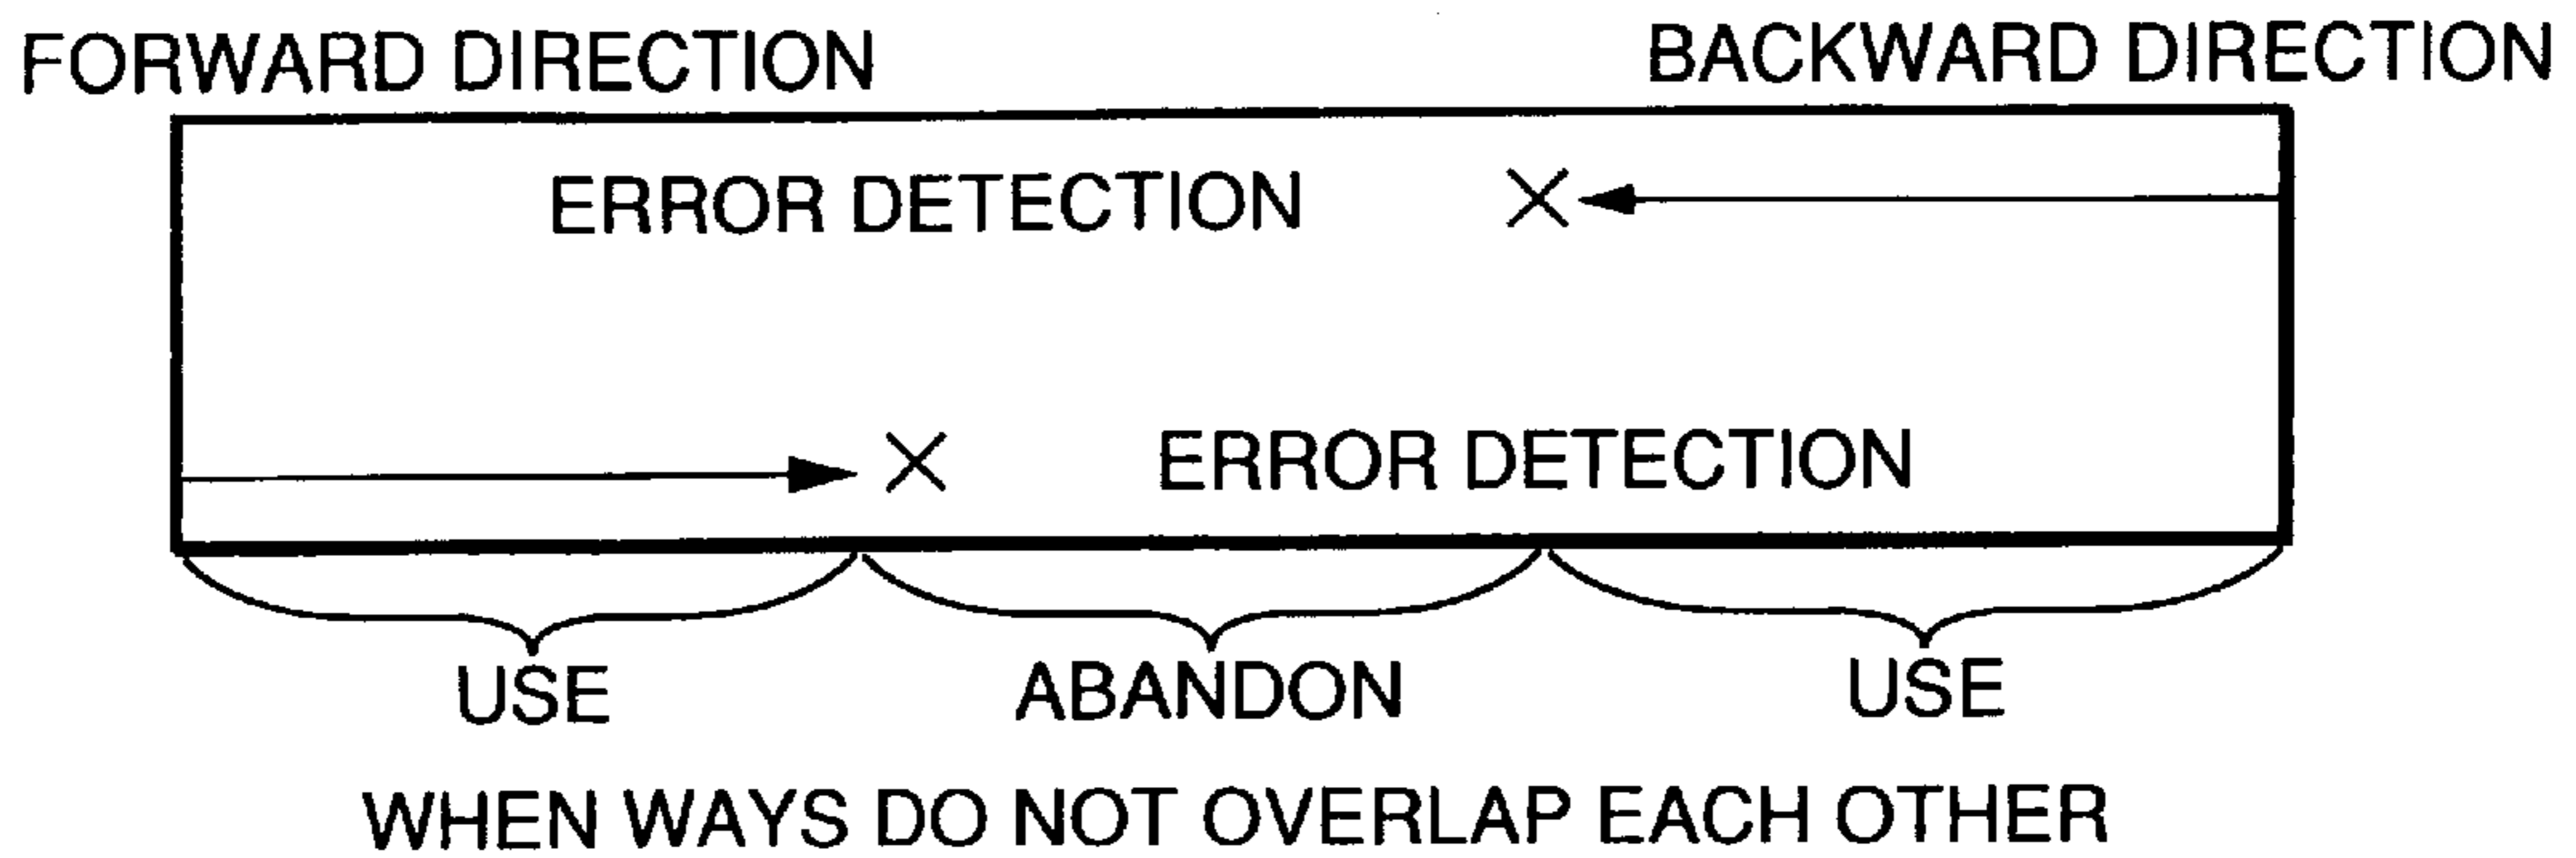 FORWARD DIRECTION
BACKWARD DIRECTION
ERROR DETECTION
ERROR DETECTION
USE
ABANDON
USE
WHEN WAYS DO NOT OVERLAP EACH OTHER